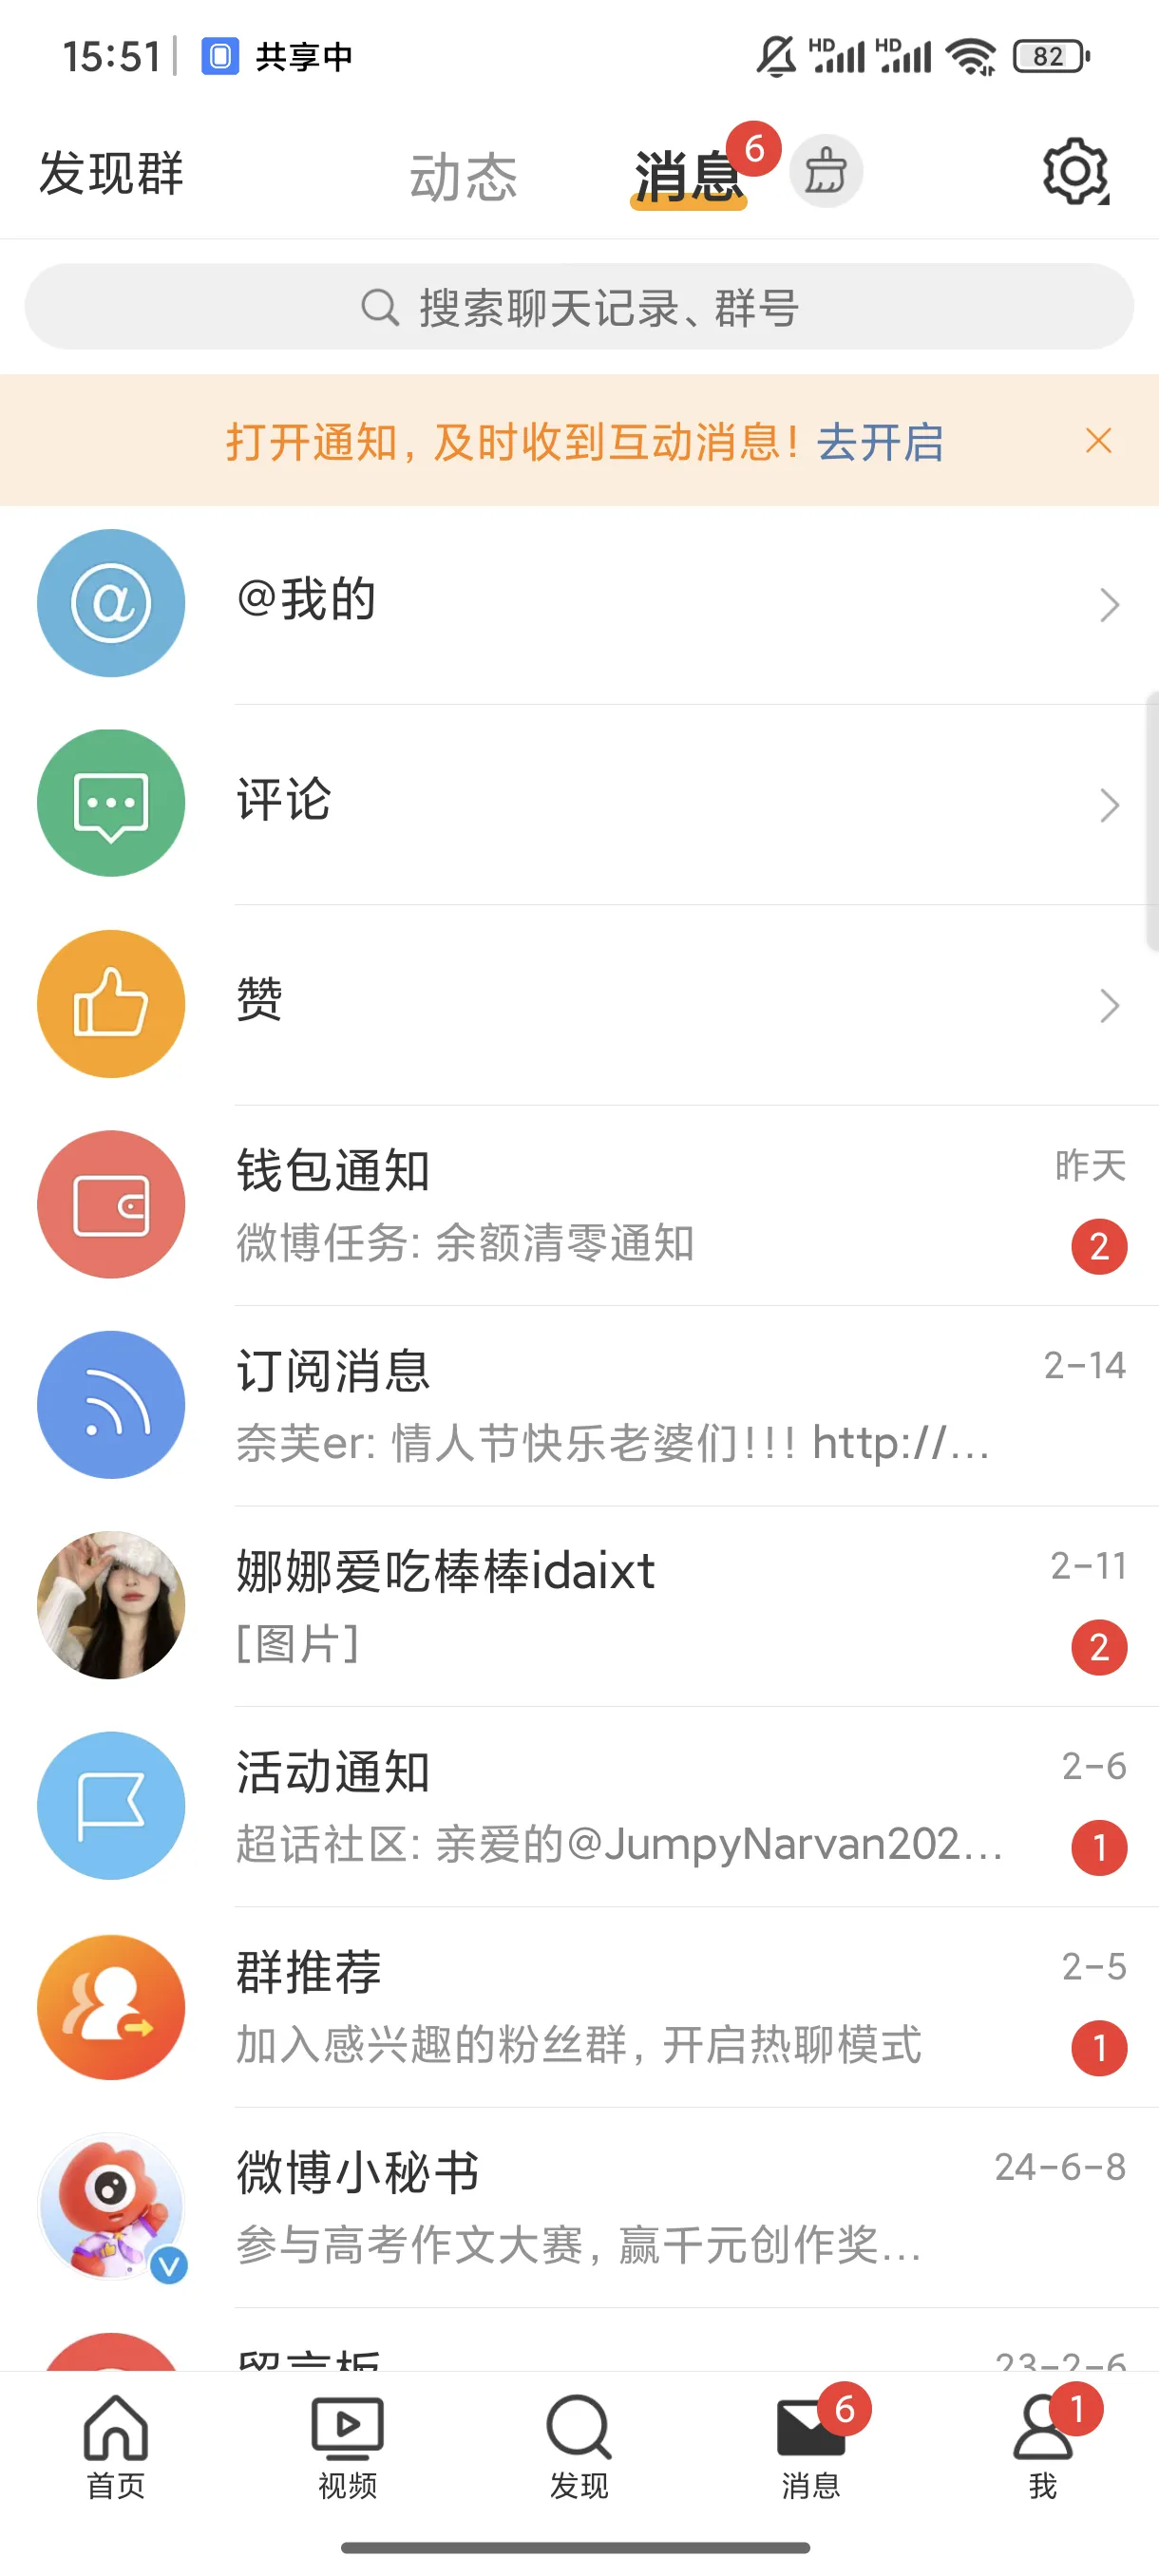 15:51 共享中 HD HD 82
发现群 动态 消息 6
搜索聊天记录、群号
打开通知，及时收到互动消息！去开启
@我的
评论
赞
钱包通知 昨天
微博任务: 余额清零通知 2
订阅消息 2-14
奈芙er: 情人节快乐老婆们!!! http://...
娜娜爱吃棒棒idaixt 2-11
[图片] 2
活动通知 2-6
超话社区: 亲爱的@JumpyNarvan202... 1
群推荐 2-5
加入感兴趣的粉丝群，开启热聊模式 1
微博小秘书 24-6-8
参与高考作文大赛，赢千元创作奖...
留言板 23-2-6
6 1
首页 视频 发现 消息 我